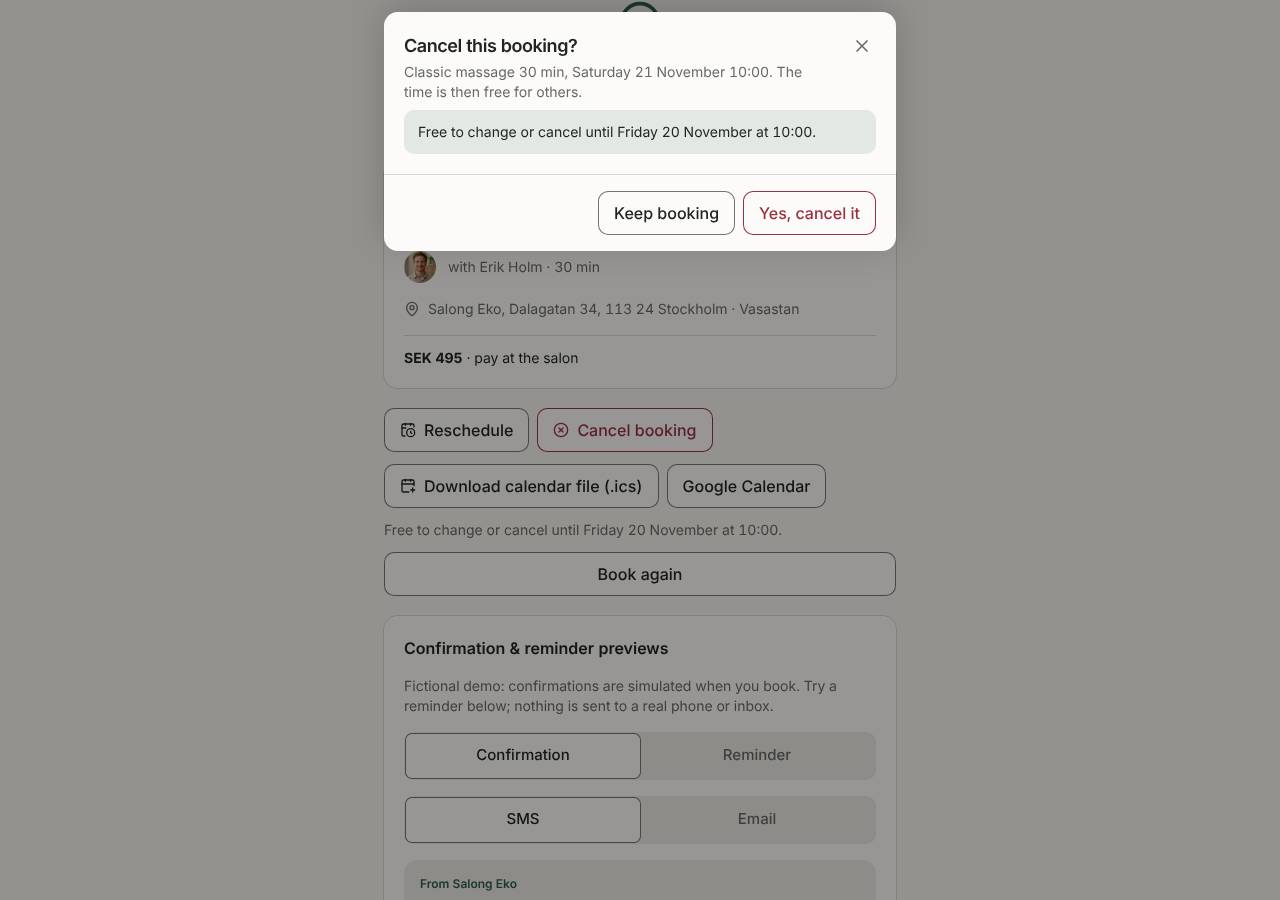 Cancel this booking?
Classic massage 30 min, Saturday 21 November 10:00. The
time is then free for others.
Free to change or cancel until Friday 20 November at 10:00.
Keep booking
Yes, cancel it
with Erik Holm · 30 min
Salong Eko, Dalagatan 34, 113 24 Stockholm · Vasastan
SEK 495 · pay at the salon
Reschedule
Cancel booking
Download calendar file (.ics)
Google Calendar
Free to change or cancel until Friday 20 November at 10:00.
Book again
Confirmation & reminder previews
Fictional demo: confirmations are simulated when you book. Try a
reminder below; nothing is sent to a real phone or inbox.
Confirmation
Reminder
SMS
Email
From Salong Eko